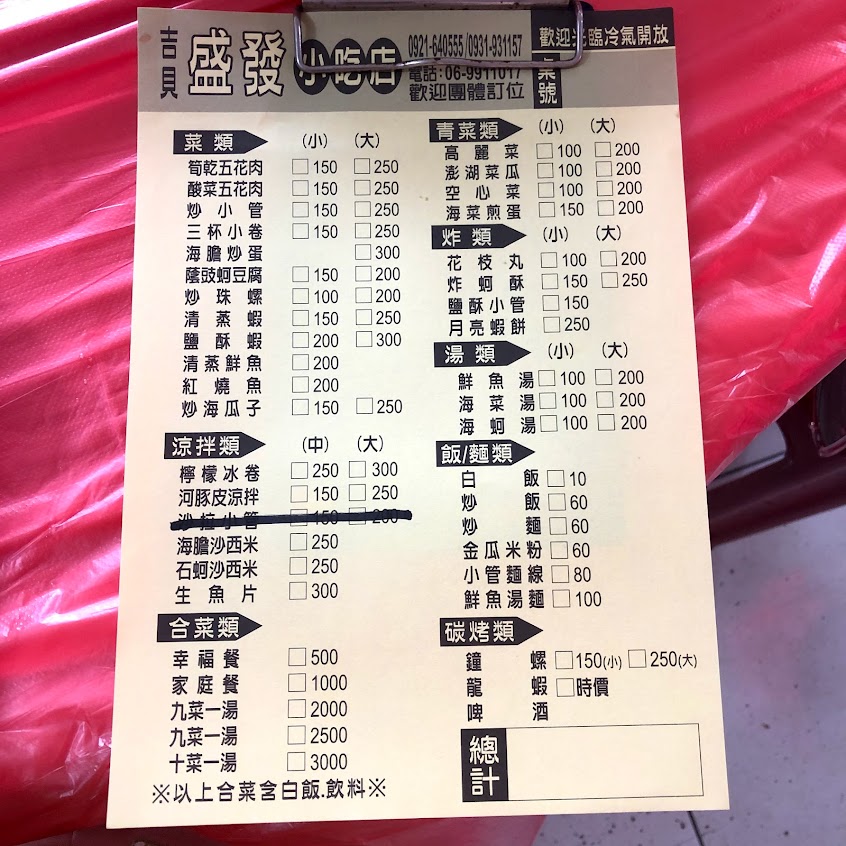 吉貝 盛發小吃店
0921-640555/0931-931157
電話:06-9911017
歡迎團體訂位
歡迎光臨冷氣開放
桌號
菜類 (小) (大)
筍乾五花肉 □150 □250
酸菜五花肉 □150 □250
炒小管 □150 □250
三杯小卷 □150 □250
海膽炒蛋 □300
蔭豉蚵豆腐 □150 □200
炒珠螺 □100 □200
清蒸蝦 □150 □250
鹽酥蝦 □200 □300
清蒸鮮魚 □200
紅燒魚 □200
炒海瓜子 □150 □250
涼拌類 (中) (大)
檸檬冰卷 □250 □300
河豚皮涼拌 □150 □250
沙拉小管 □150 □250
海膽沙西米 □250
石蚵沙西米 □250
生魚片 □300
合菜類
幸福餐 □500
家庭餐 □1000
九菜一湯 □2000
九菜一湯 □2500
十菜一湯 □3000
※以上合菜含白飯.飲料※
青菜類 (小) (大)
高麗菜 □100 □200
澎湖菜瓜 □100 □200
空心菜 □100 □200
海菜煎蛋 □150 □200
炸類 (小) (大)
花枝丸 □100 □200
炸蚵酥 □150 □250
鹽酥小管 □150
月亮蝦餅 □250
湯類 (小) (大)
鮮魚湯 □100 □200
海菜湯 □100 □200
海蚵湯 □100 □200
飯/麵類
白飯 □10
炒飯 □60
炒麵 □60
金瓜米粉 □60
小管麵線 □80
鮮魚湯麵 □100
碳烤類
鐘螺 □150(小) □250(大)
龍蝦 □時價
啤酒
總計